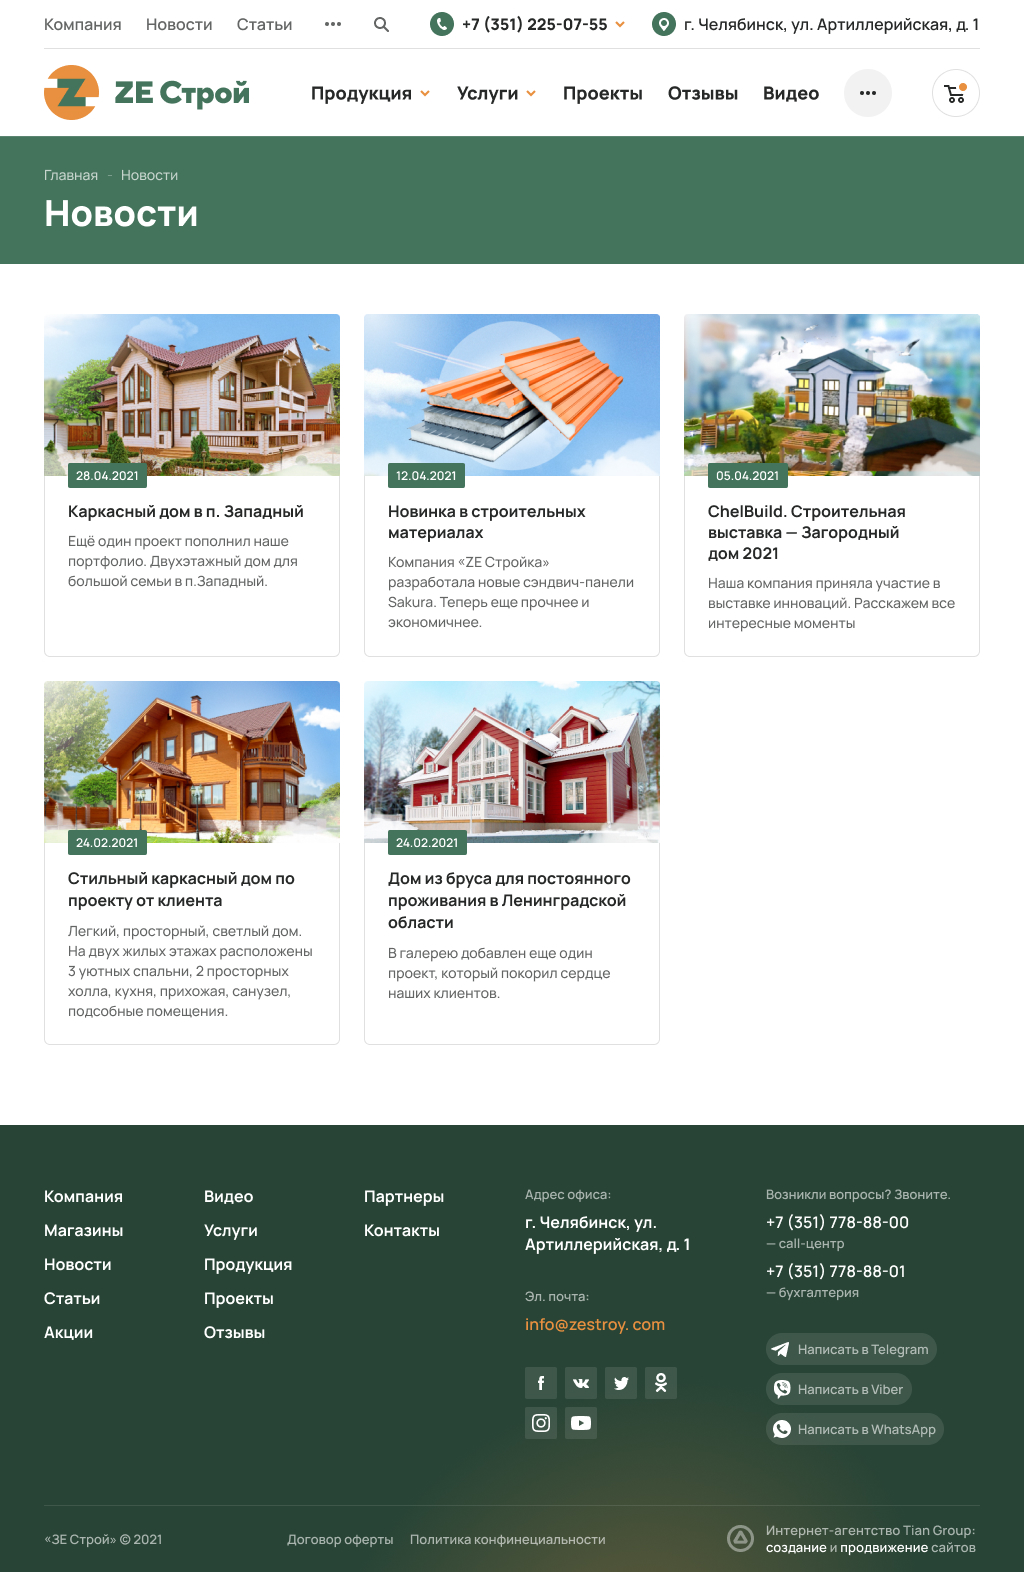 Компания Новости Статьи ••• +7 (351) 225-07-55 г. Челябинск, ул. Артиллерийская, д. 1
Z ZE Строй Продукция Услуги Проекты Отзывы Видео •••
Главная - Новости
Новости
28.04.2021
Каркасный дом в п. Западный
Ещё один проект пополнил наше
портфолио. Двухэтажный дом для
большой семьи в п.Западный.
12.04.2021
Новинка в строительных
материалах
Компания «ZE Стройка»
разработала новые сэндвич-панели
Sakura. Теперь еще прочнее и
экономичнее.
05.04.2021
ChelBuild. Строительная
выставка — Загородный
дом 2021
Наша компания приняла участие в
выставке инноваций. Расскажем все
интересные моменты
24.02.2021
Стильный каркасный дом по
проекту от клиента
Легкий, просторный, светлый дом.
На двух жилых этажах расположены
3 уютных спальни, 2 просторных
холла, кухня, прихожая, санузел,
подсобные помещения.
24.02.2021
Дом из бруса для постоянного
проживания в Ленинградской
области
В галерею добавлен еще один
проект, который покорил сердце
наших клиентов.
Компания
Магазины
Новости
Статьи
Акции
Видео
Услуги
Продукция
Проекты
Отзывы
Партнеры
Контакты
Адрес офиса:
г. Челябинск, ул.
Артиллерийская, д. 1
Эл. почта:
info@zestroy. com
Возникли вопросы? Звоните.
+7 (351) 778-88-00
— call-центр
+7 (351) 778-88-01
— бухгалтерия
Написать в Telegram
Написать в Viber
Написать в WhatsApp
«ЗЕ Строй» © 2021 Договор оферты Политика конфинециальности
Интернет-агентство Tian Group:
создание и продвижение сайтов